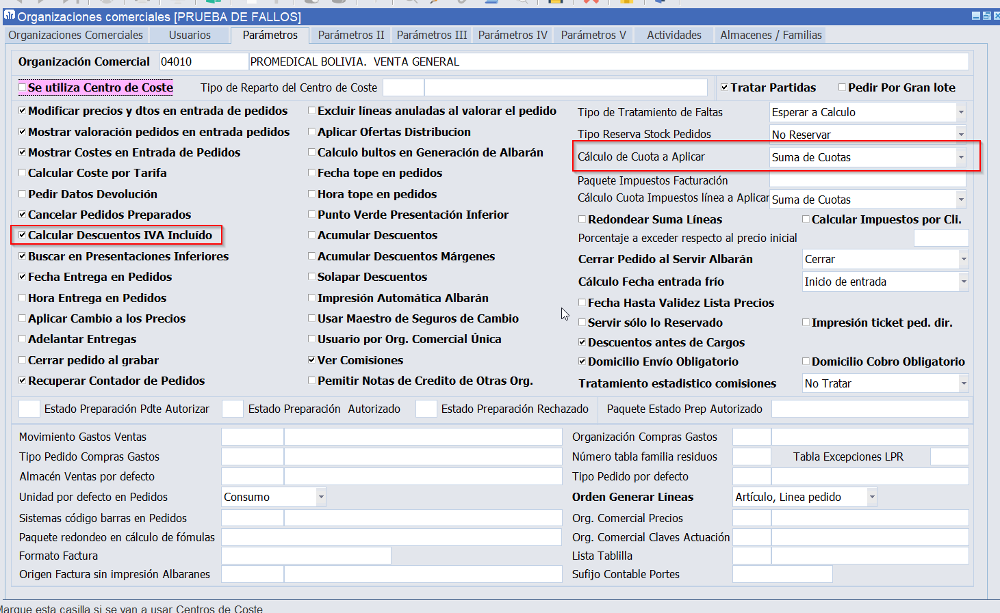 Organizaciones comerciales [PRUEBA DE FALLOS]
Organizaciones Comerciales Usuarios Parámetros Parámetros II Parámetros III Parámetros IV Parámetros V Actividades Almacenes / Familias
Organización Comercial 04010 PROMEDICAL BOLIVIA. VENTA GENERAL
Se utiliza Centro de Coste Tipo de Reparto del Centro de Coste Tratar Partidas Pedir Por Gran lote
Modificar precios y dtos en entrada de pedidos
Mostrar valoración pedidos en entrada pedidos
Mostrar Costes en Entrada de Pedidos
Calcular Coste por Tarifa
Pedir Datos Devolución
Cancelar Pedidos Preparados
Calcular Descuentos IVA Incluído
Buscar en Presentaciones Inferiores
Fecha Entrega en Pedidos
Hora Entrega en Pedidos
Aplicar Cambio a los Precios
Adelantar Entregas
Cerrar pedido al grabar
Recuperar Contador de Pedidos
Excluir líneas anuladas al valorar el pedido
Aplicar Ofertas Distribucion
Calculo bultos en Generación de Albarán
Fecha tope en pedidos
Hora tope en pedidos
Punto Verde Presentación Inferior
Acumular Descuentos
Acumular Descuentos Márgenes
Solapar Descuentos
Impresión Automática Albarán
Usar Maestro de Seguros de Cambio
Usuario por Org. Comercial Única
Ver Comisiones
Pemitir Notas de Credito de Otras Org.
Tipo de Tratamiento de Faltas Esperar a Calculo
Tipo Reserva Stock Pedidos No Reservar
Cálculo de Cuota a Aplicar Suma de Cuotas
Paquete Impuestos Facturación
Cálculo Cuota Impuestos línea a Aplicar Suma de Cuotas
Redondear Suma Líneas Calcular Impuestos por Cli.
Porcentaje a exceder respecto al precio inicial
Cerrar Pedido al Servir Albarán Cerrar
Cálculo Fecha entrada frío Inicio de entrada
Fecha Hasta Validez Lista Precios
Servir sólo lo Reservado Impresión ticket ped. dir.
Descuentos antes de Cargos
Domicilio Envío Obligatorio Domicilio Cobro Obligatorio
Tratamiento estadistico comisiones No Tratar
Estado Preparación Pdte Autorizar Estado Preparación Autorizado Estado Preparación Rechazado Paquete Estado Prep Autorizado
Movimiento Gastos Ventas Organización Compras Gastos
Tipo Pedido Compras Gastos Número tabla familia residuos Tabla Excepciones LPR
Almacén Ventas por defecto Tipo Pedido por defecto
Unidad por defecto en Pedidos Consumo Orden Generar Líneas Artículo, Linea pedido
Sistemas código barras en Pedidos Org. Comercial Precios
Paquete redondeo en cálculo de fómulas Org. Comercial Claves Actuación
Formato Factura Lista Tablilla
Origen Factura sin impresión Albaranes Sufijo Contable Portes
Marque esta casilla si se van a usar Centros de Coste